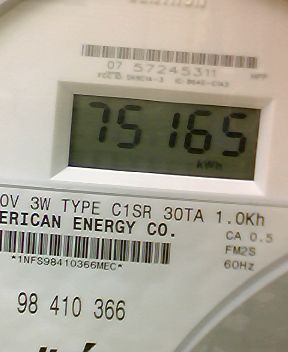 07 57245311
75165
kWh
0V 3W TYPE C1SR 30TA 1.0Kh
ERICAN ENERGY CO.
CA 0.5
FM2S
*1NFS98410366MEC*
60Hz
98 410 366